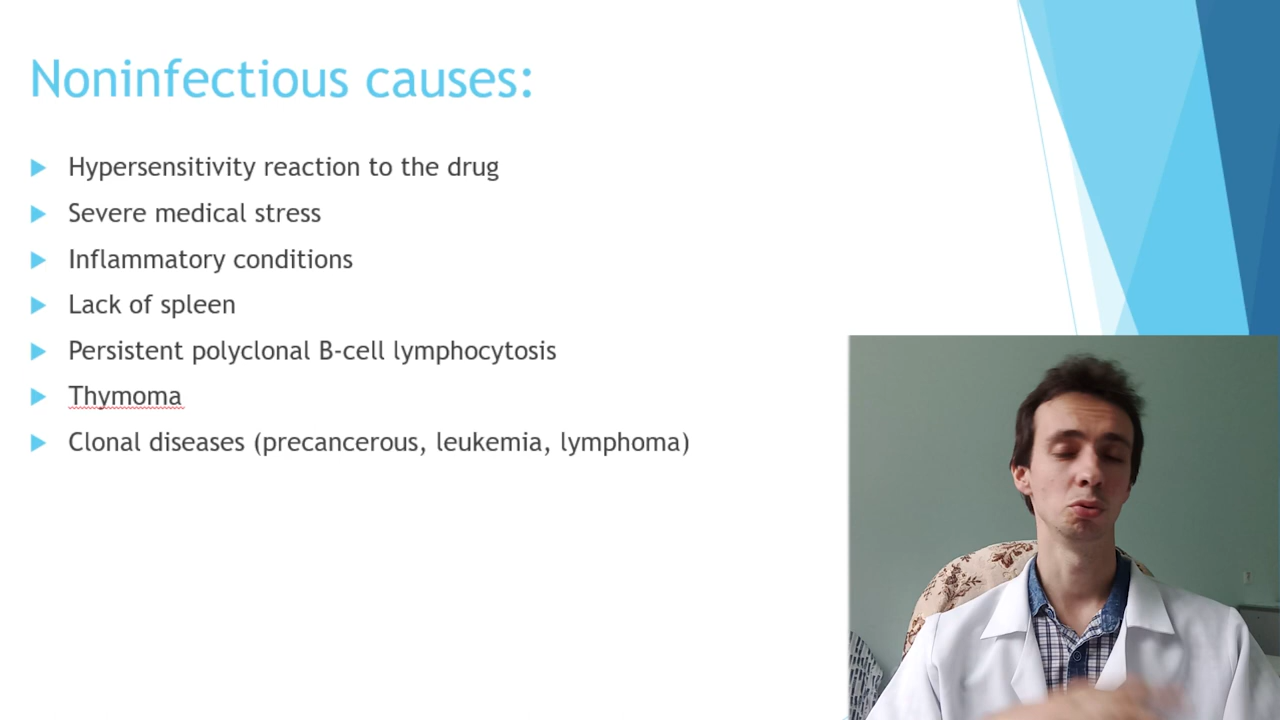 Noninfectious causes:
Hypersensitivity reaction to the drug
Severe medical stress
Inflammatory conditions
Lack of spleen
Persistent polyclonal B-cell lymphocytosis
Thymoma
Clonal diseases (precancerous, leukemia, lymphoma)